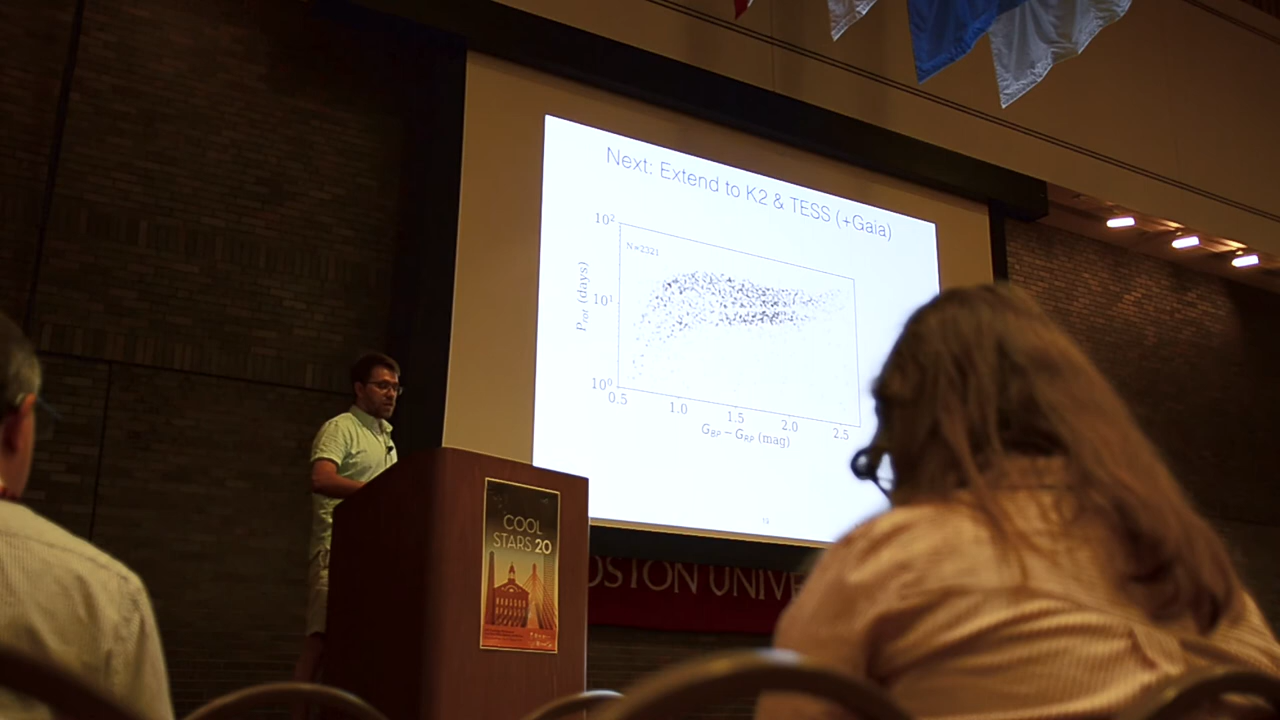 Next: Extend to K2 & TESS (+Gaia)
10²
N=2321
10¹
P_rot (days)
10⁰
0.5 1.0 1.5 2.0 2.5
G_BP − G_RP (mag)
COOL
STARS 20
OSTON UNIVE